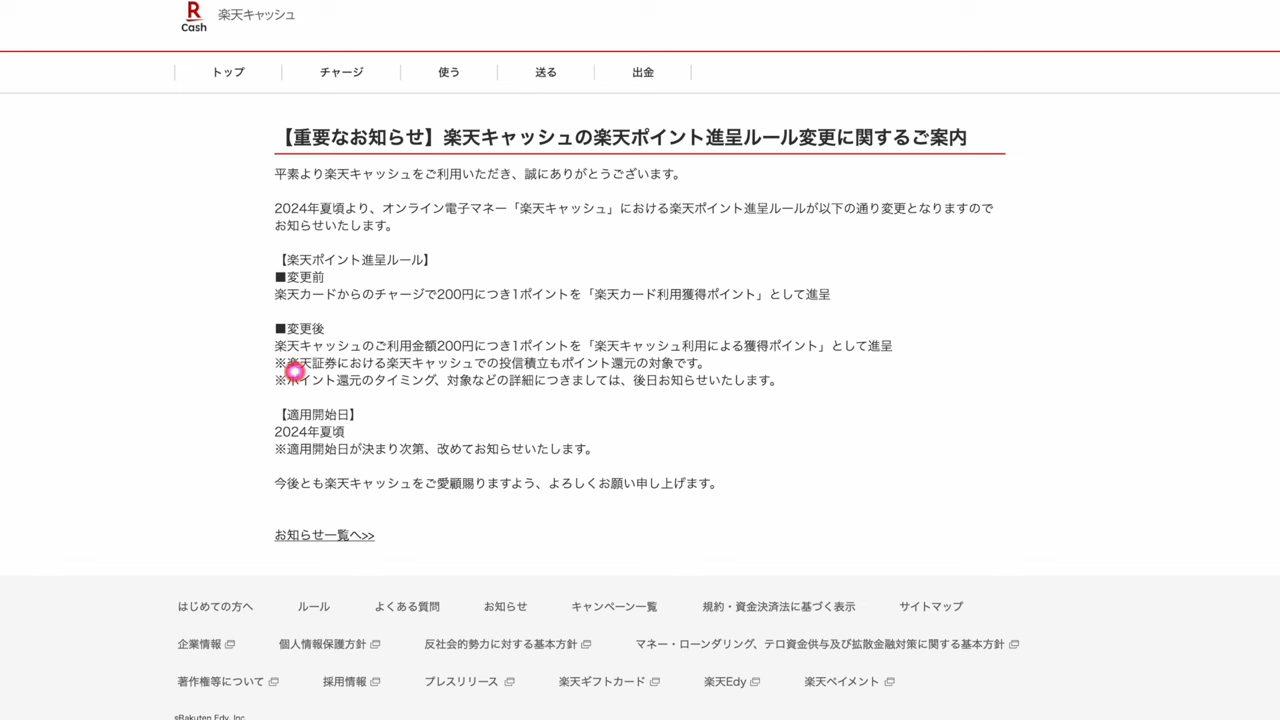 R
Cash
楽天キャッシュ
トップ
チャージ
使う
送る
出金
【重要なお知らせ】楽天キャッシュの楽天ポイント進呈ルール変更に関するご案内
平素より楽天キャッシュをご利用いただき、誠にありがとうございます。
2024年夏頃より、オンライン電子マネー「楽天キャッシュ」における楽天ポイント進呈ルールが以下の通り変更となりますので
お知らせいたします。
【楽天ポイント進呈ルール】
■変更前
楽天カードからのチャージで200円につき1ポイントを「楽天カード利用獲得ポイント」として進呈
■変更後
楽天キャッシュのご利用金額200円につき1ポイントを「楽天キャッシュ利用による獲得ポイント」として進呈
※楽天証券における楽天キャッシュでの投信積立もポイント還元の対象です。
※ポイント還元のタイミング、対象などの詳細につきましては、後日お知らせいたします。
【適用開始日】
2024年夏頃
※適用開始日が決まり次第、改めてお知らせいたします。
今後とも楽天キャッシュをご愛顧賜りますよう、よろしくお願い申し上げます。
お知らせ一覧へ>>
はじめての方へ
ルール
よくある質問
お知らせ
キャンペーン一覧
規約・資金決済法に基づく表示
サイトマップ
企業情報
個人情報保護方針
反社会的勢力に対する基本方針
マネー・ローンダリング、テロ資金供与及び拡散金融対策に関する基本方針
著作権等について
採用情報
プレスリリース
楽天ギフトカード
楽天Edy
楽天ペイメント
©Rakuten Edy, Inc.